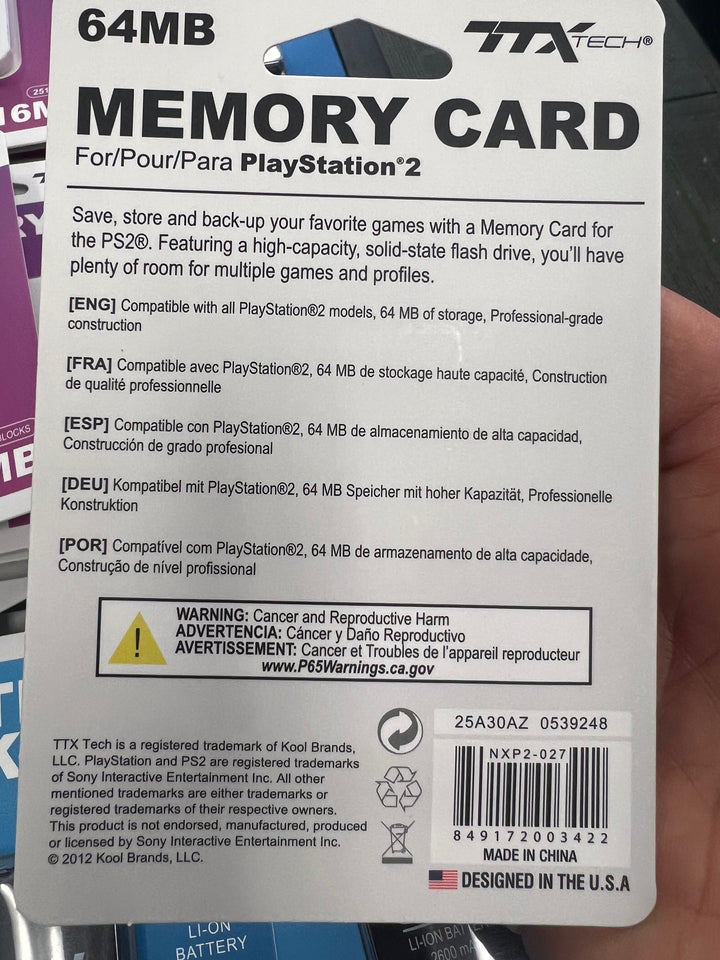 64MB
TTX TECH®
MEMORY CARD
For/Pour/Para PlayStation®2
Save, store and back-up your favorite games with a Memory Card for
the PS2®. Featuring a high-capacity, solid-state flash drive, you'll have
plenty of room for multiple games and profiles.
[ENG] Compatible with all PlayStation®2 models, 64 MB of storage, Professional-grade
construction
[FRA] Compatible avec PlayStation®2, 64 MB de stockage haute capacité, Construction
de qualité professionnelle
[ESP] Compatible con PlayStation®2, 64 MB de almacenamiento de alta capacidad,
Construcción de grado profesional
[DEU] Kompatibel mit PlayStation®2, 64 MB Speicher mit hoher Kapazität, Professionelle
Konstruktion
[POR] Compatível com PlayStation®2, 64 MB de armazenamento de alta capacidade,
Construção de nível profissional
WARNING: Cancer and Reproductive Harm
ADVERTENCIA: Cáncer y Daño Reproductivo
AVERTISSEMENT: Cancer et Troubles de l'appareil reproducteur
www.P65Warnings.ca.gov
TTX Tech is a registered trademark of Kool Brands,
LLC. PlayStation and PS2 are registered trademarks
of Sony Interactive Entertainment Inc. All other
mentioned trademarks are either trademarks or
registered trademarks of their respective owners.
This product is not endorsed, manufactured, produced
or licensed by Sony Interactive Entertainment Inc.
© 2012 Kool Brands, LLC.
25A30AZ 0539248
NXP2-027
849172003422
MADE IN CHINA
DESIGNED IN THE U.S.A
251
16M
LOCKS
MB
LI-ON
BATTERY
LI-ION BATTE
2600 mA